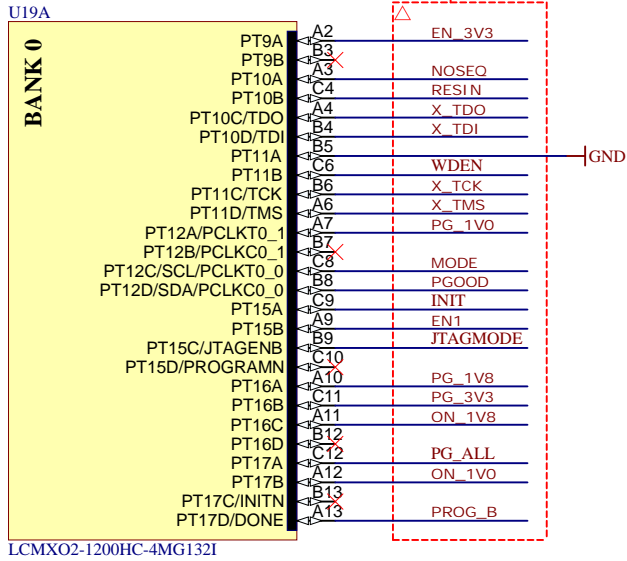 U19A
BANK 0
PT9A A2 EN_3V3
PT9B B3
PT10A A3 NOSEQ
PT10B C4 RESIN
PT10C/TDO A4 X_TDO
PT10D/TDI B4 X_TDI
PT11A B5 GND
PT11B C6 WDEN
PT11C/TCK B6 X_TCK
PT11D/TMS A6 X_TMS
PT12A/PCLKT0_1 A7 PG_1V0
PT12B/PCLKC0_1 B7
PT12C/SCL/PCLKT0_0 C8 MODE
PT12D/SDA/PCLKC0_0 B8 PGOOD
PT15A C9 INIT
PT15B A9 EN1
PT15C/JTAGENB B9 JTAGMODE
PT15D/PROGRAMN C10
PT16A A10 PG_1V8
PT16B C11 PG_3V3
PT16C A11 ON_1V8
PT16D B12
PT17A C12 PG_ALL
PT17B A12 ON_1V0
PT17C/INITN B13
PT17D/DONE A13 PROG_B
LCMXO2-1200HC-4MG132I